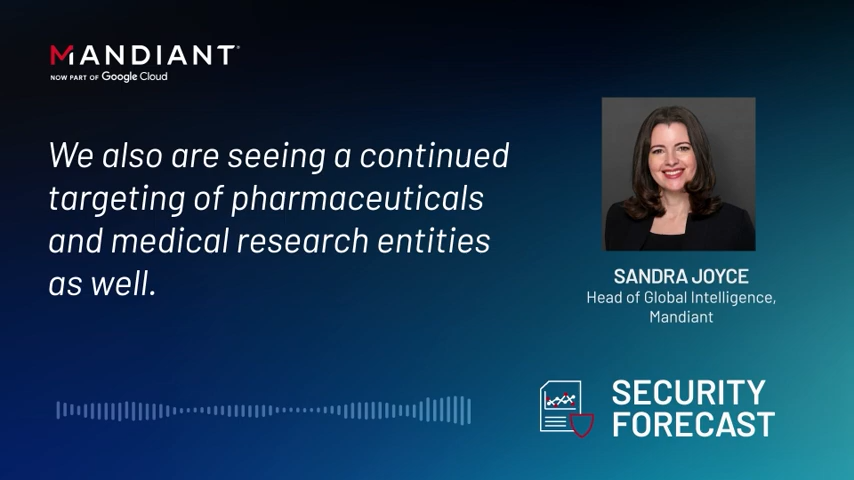 MANDIANT
NOW PART OF Google Cloud
We also are seeing a continued
targeting of pharmaceuticals
and medical research entities
as well.
SANDRA JOYCE
Head of Global Intelligence,
Mandiant
SECURITY
FORECAST